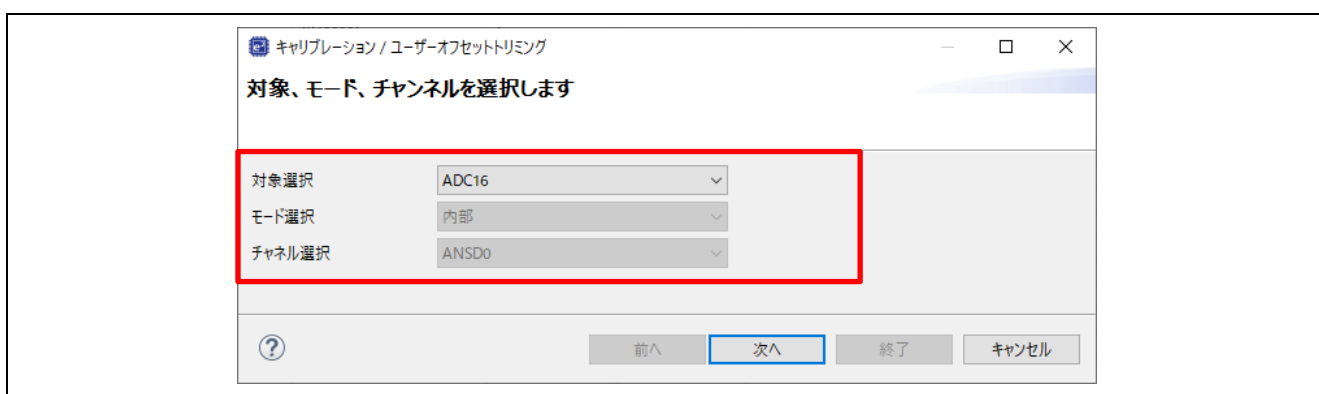 キャリブレーション / ユーザーオフセットトリミング
対象、モード、チャンネルを選択します
対象選択 ADC16
モード選択 内部
チャネル選択 ANSD0
前へ 次へ 終了 キャンセル